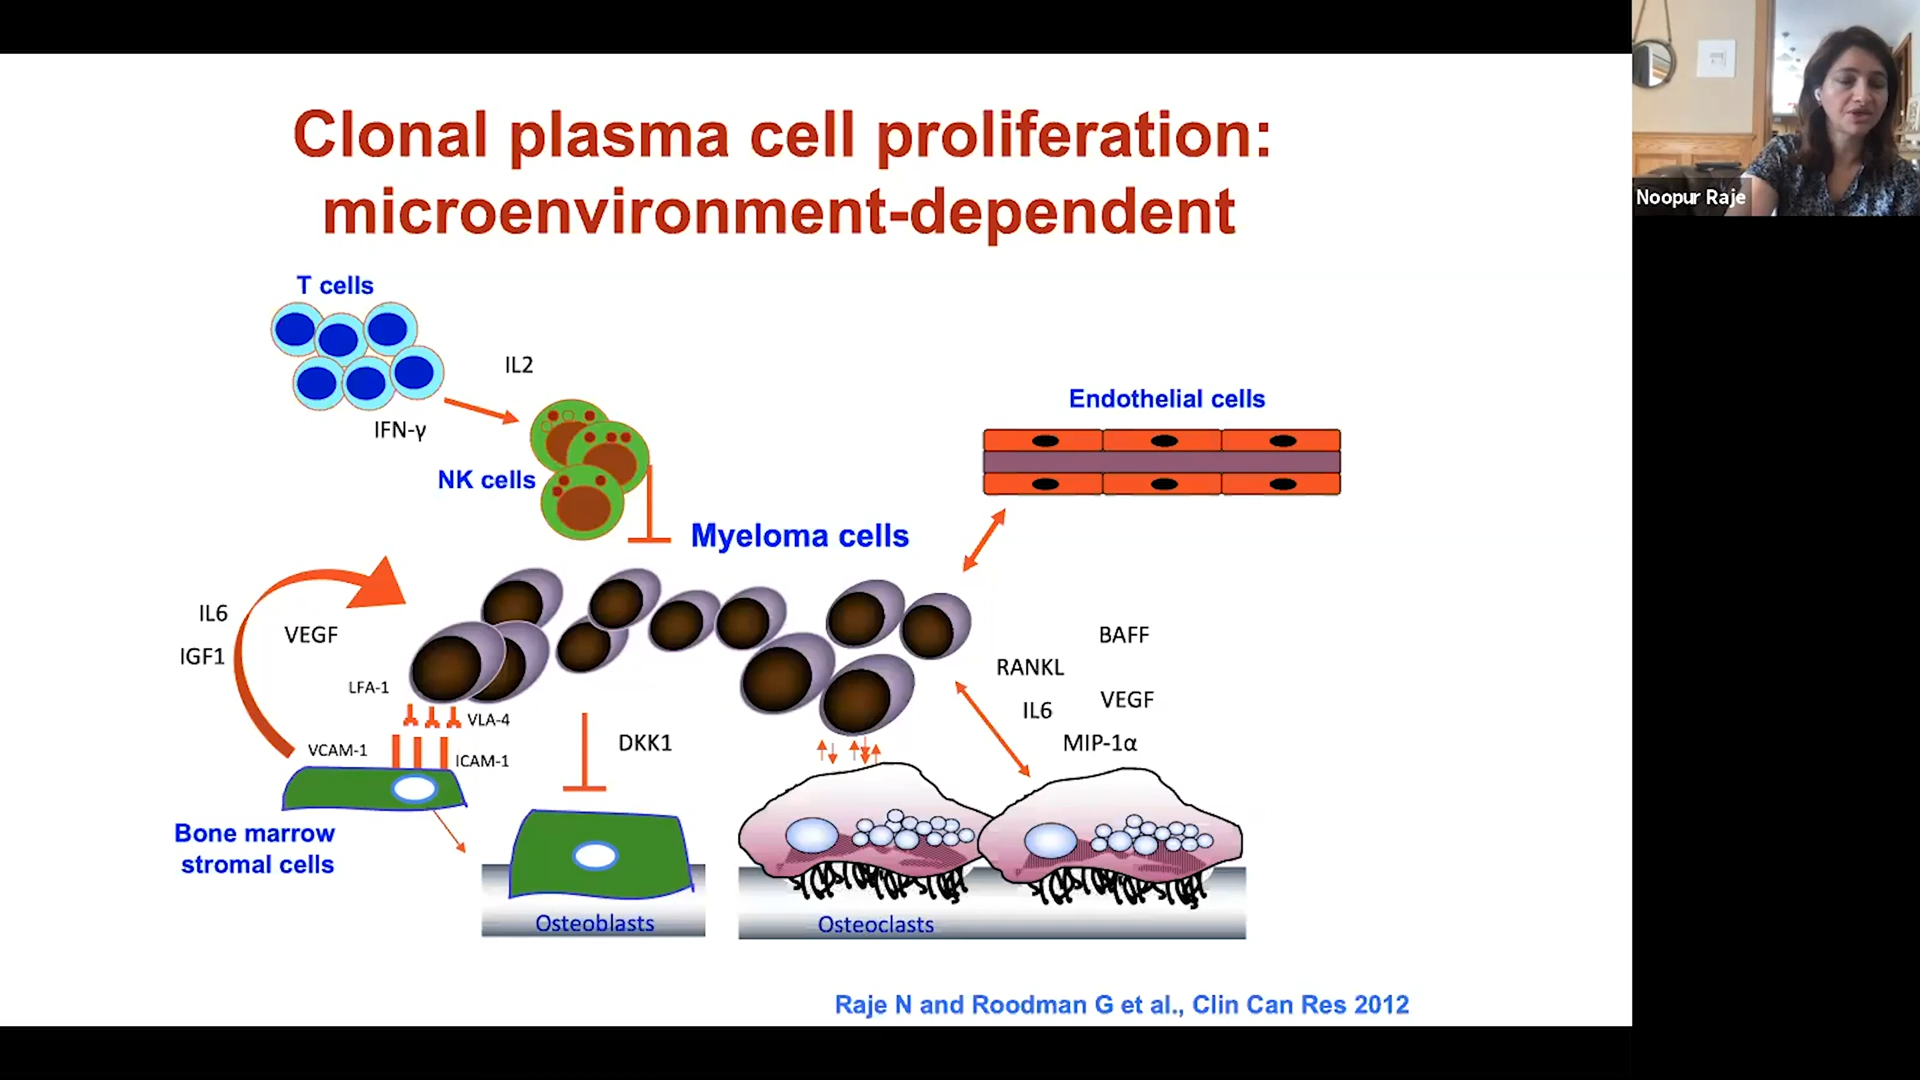 Clonal plasma cell proliferation:
microenvironment-dependent
Noopur Raje
T cells
IL2
IFN-γ
NK cells
Endothelial cells
Myeloma cells
IL6
VEGF
IGF1
LFA-1
VLA-4
VCAM-1
ICAM-1
DKK1
BAFF
RANKL
VEGF
IL6
MIP-1α
Bone marrow
stromal cells
Osteoblasts
Osteoclasts
Raje N and Roodman G et al., Clin Can Res 2012